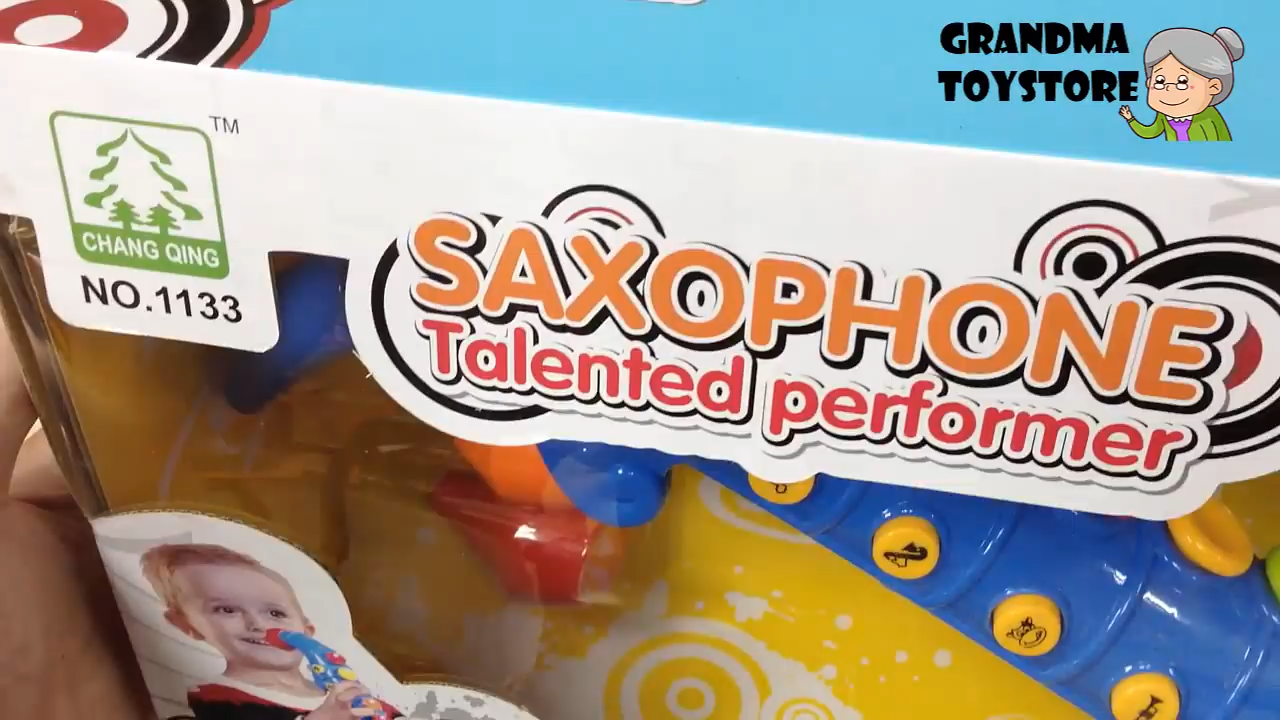 GRANDMA
TOYSTORE
TM
CHANG QING
NO.1133
SAXOPHONE
Talented performer